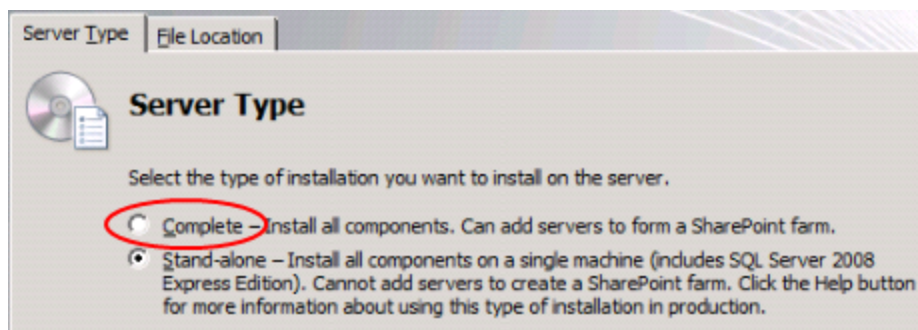 Server Type File Location
Server Type
Select the type of installation you want to install on the server.
Complete – Install all components. Can add servers to form a SharePoint farm.
Stand-alone – Install all components on a single machine (includes SQL Server 2008
Express Edition). Cannot add servers to create a SharePoint farm. Click the Help button
for more information about using this type of installation in production.